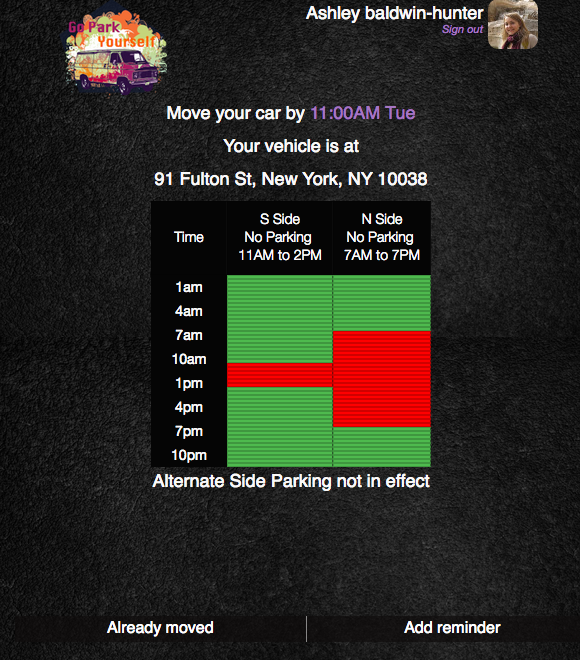 Go Park
Yourself
Ashley baldwin-hunter
Sign out
Move your car by 11:00AM Tue
Your vehicle is at
91 Fulton St, New York, NY 10038
Time
S Side
No Parking
11AM to 2PM
N Side
No Parking
7AM to 7PM
1am
4am
7am
10am
1pm
4pm
7pm
10pm
Alternate Side Parking not in effect
Already moved
Add reminder